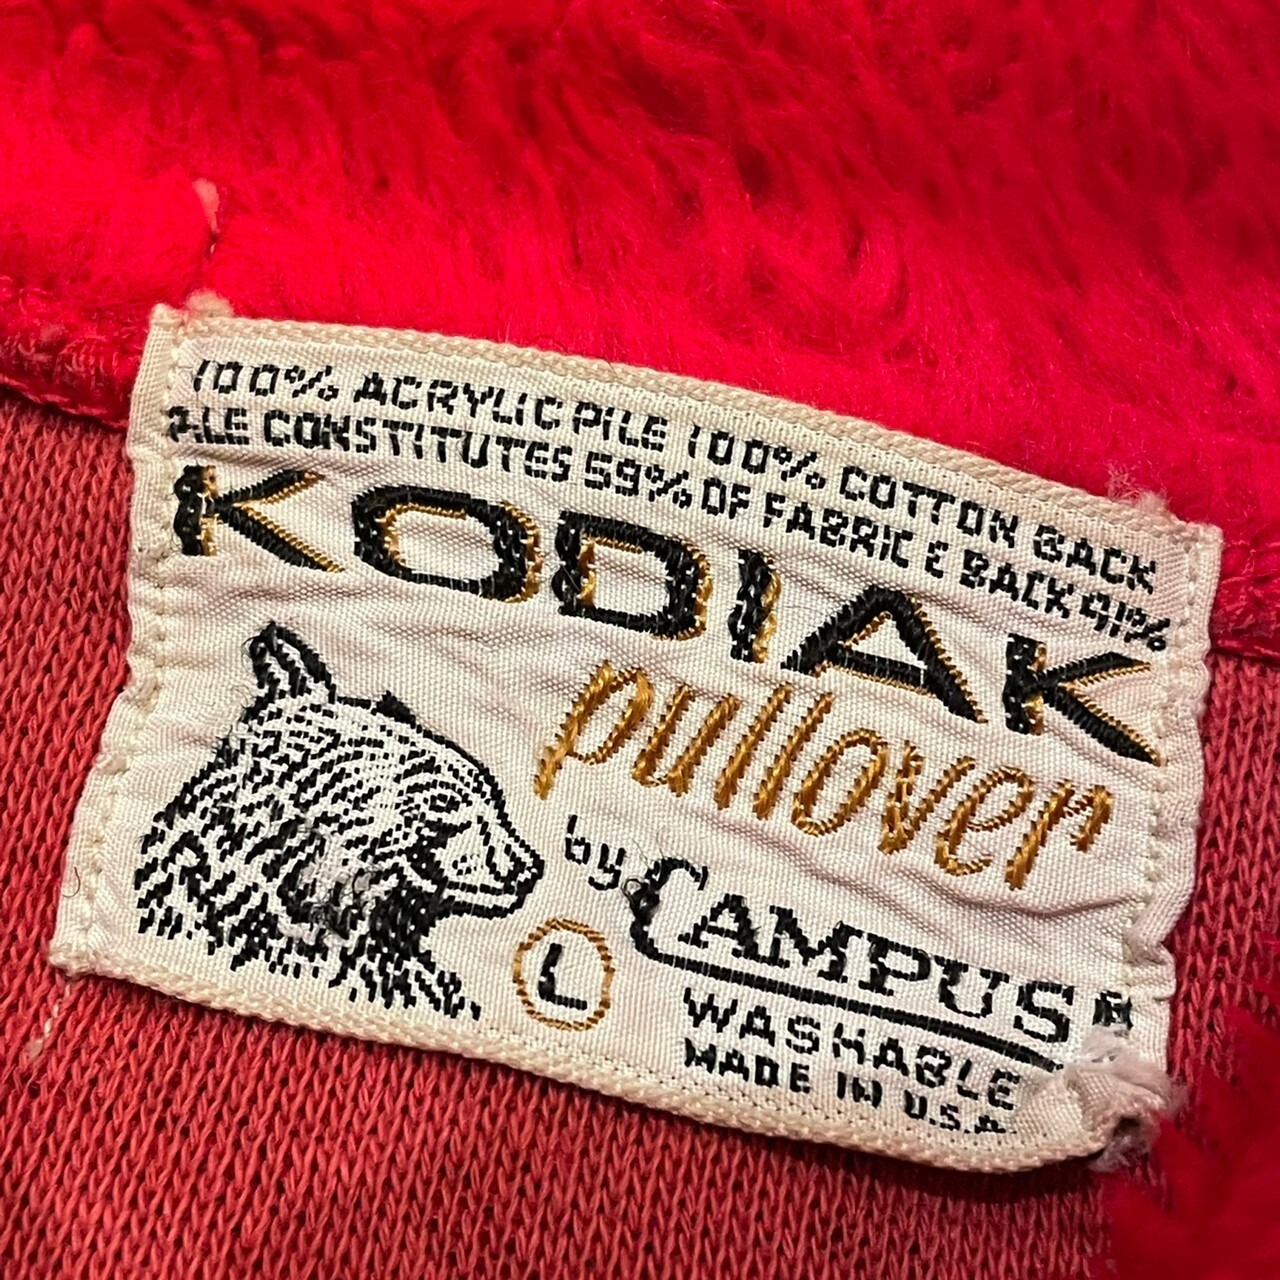 100% ACRYLIC PILE 100% COTTON BACK
PILE CONSTITUTES 59% OF FABRIC & BACK 41%
KODIAK
pullover
by CAMPUS®
L
WASHABLE
MADE IN U.S.A.